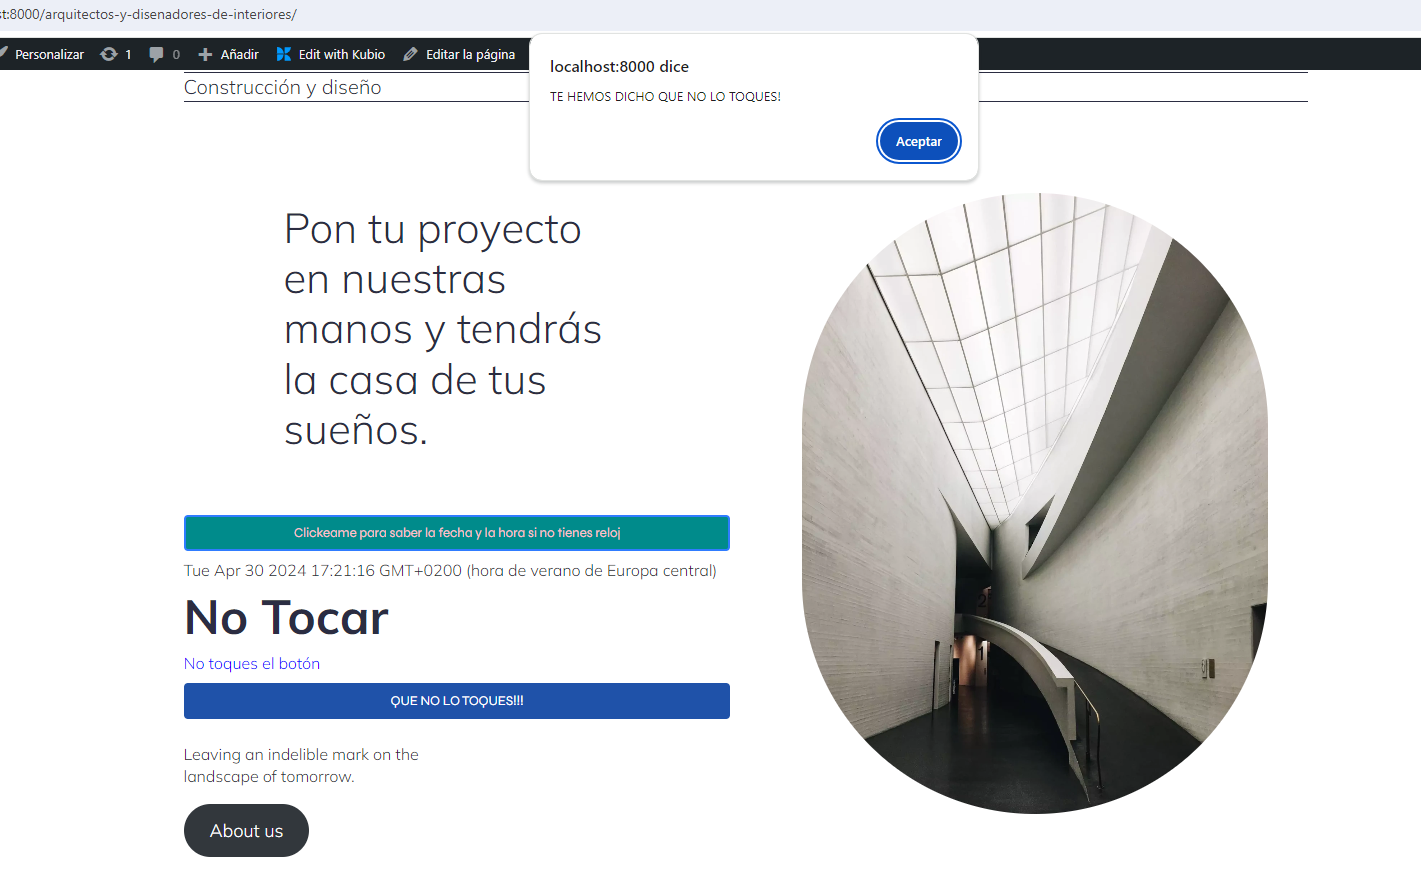 st:8000/arquitectos-y-disenadores-de-interiores/
Personalizar 1 0 Añadir Edit with Kubio Editar la página
localhost:8000 dice
TE HEMOS DICHO QUE NO LO TOQUES!
Aceptar
Construcción y diseño
Pon tu proyecto
en nuestras
manos y tendrás
la casa de tus
sueños.
Clickeame para saber la fecha y la hora si no tienes reloj
Tue Apr 30 2024 17:21:16 GMT+0200 (hora de verano de Europa central)
No Tocar
No toques el botón
QUE NO LO TOQUES!!!
Leaving an indelible mark on the
landscape of tomorrow.
About us
2
1